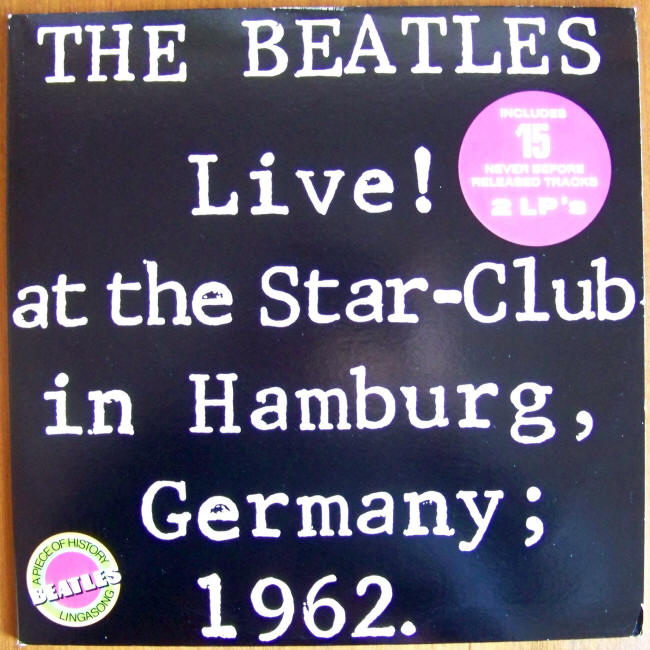 THE BEATLES
Live!
INCLUDES
15
NEVER BEFORE
RELEASED TRACKS
2 LP's
at the Star-Club
in Hamburg,
Germany;
1962.
A PIECE OF HISTORY
BEATLES
LINGASONG